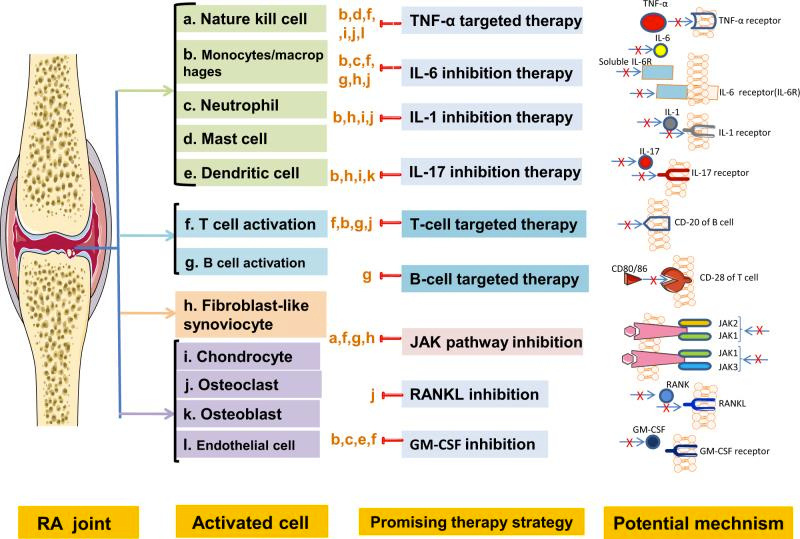 a. Nature kill cell
b. Monocytes/macrop
hages
c. Neutrophil
d. Mast cell
e. Dendritic cell
f. T cell activation
g. B cell activation
h. Fibroblast-like
synoviocyte
i. Chondrocyte
j. Osteoclast
k. Osteoblast
l. Endothelial cell
b,d,f,
,i,j,l
TNF-α targeted therapy
b,c,f,
g,h,j
IL-6 inhibition therapy
b,h,i,j
IL-1 inhibition therapy
b,h,i,k
IL-17 inhibition therapy
f,b,g,j
T-cell targeted therapy
g
B-cell targeted therapy
a,f,g,h
JAK pathway inhibition
j
RANKL inhibition
b,c,e,f
GM-CSF inhibition
TNF-α
TNF-α receptor
IL-6
Soluble IL-6R
IL-6 receptor(IL-6R)
IL-1
IL-1 receptor
IL-17
IL-17 receptor
CD-20 of B cell
CD80/86
CD-28 of T cell
JAK2
JAK1
JAK1
JAK3
RANK
RANKL
GM-CSF
GM-CSF receptor
RA joint
Activated cell
Promising therapy strategy
Potential mechnism